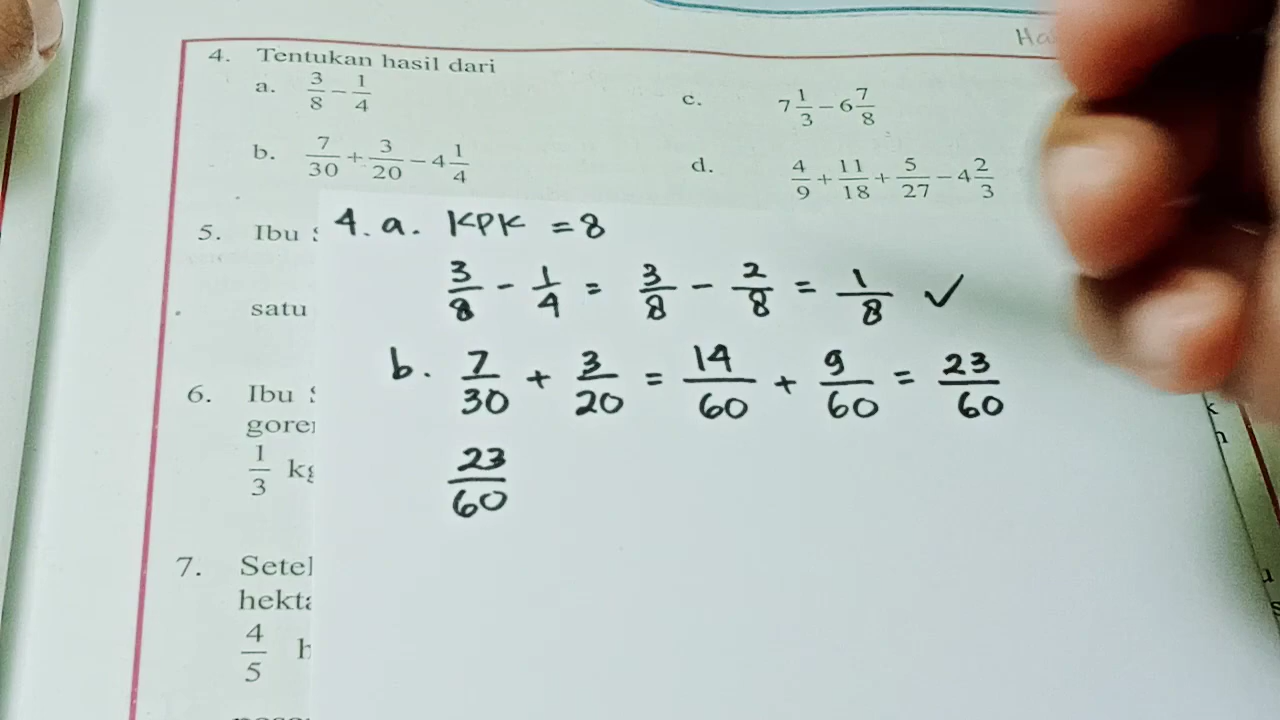 4. Tentukan hasil dari
a. 3/8 − 1/4
c. 7 1/3 − 6 7/8
b. 7/30 + 3/20 − 4 1/4
d. 4/9 + 11/18 + 5/27 − 4 2/3
5. Ibu
satu
6. Ibu
1/3
7.
4/5
4. a. KPK = 8
3/8 - 1/4 = 3/8 - 2/8 = 1/8 ✓
b. 7/30 + 3/20 = 14/60 + 9/60 = 23/60
23/60